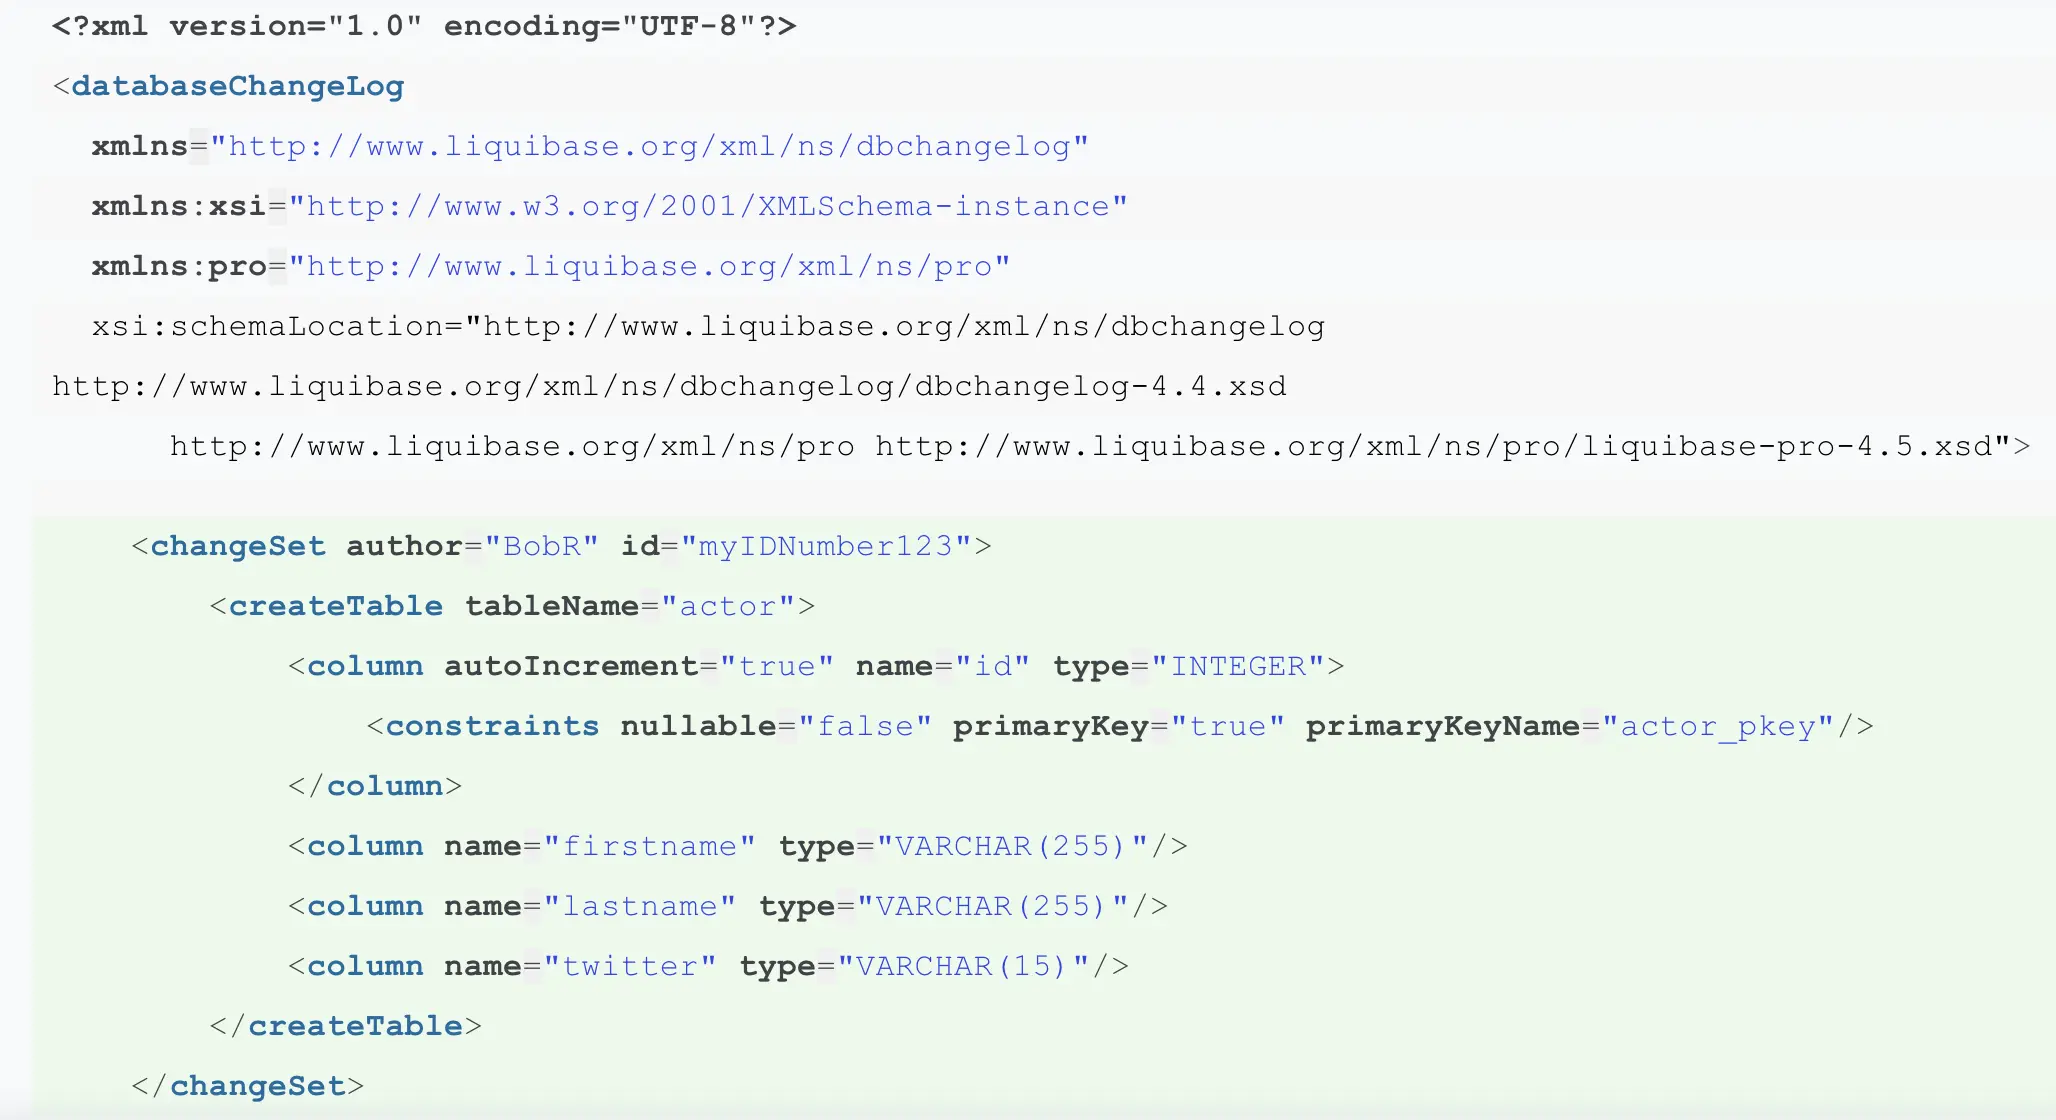 <?xml version="1.0" encoding="UTF-8"?>
<databaseChangeLog
xmlns="http://www.liquibase.org/xml/ns/dbchangelog"
xmlns:xsi="http://www.w3.org/2001/XMLSchema-instance"
xmlns:pro="http://www.liquibase.org/xml/ns/pro"
xsi:schemaLocation="http://www.liquibase.org/xml/ns/dbchangelog
http://www.liquibase.org/xml/ns/dbchangelog/dbchangelog-4.4.xsd
http://www.liquibase.org/xml/ns/pro http://www.liquibase.org/xml/ns/pro/liquibase-pro-4.5.xsd">
<changeSet author="BobR" id="myIDNumber123">
<createTable tableName="actor">
<column autoIncrement="true" name="id" type="INTEGER">
<constraints nullable="false" primaryKey="true" primaryKeyName="actor_pkey"/>
</column>
<column name="firstname" type="VARCHAR(255)"/>
<column name="lastname" type="VARCHAR(255)"/>
<column name="twitter" type="VARCHAR(15)"/>
</createTable>
</changeSet>